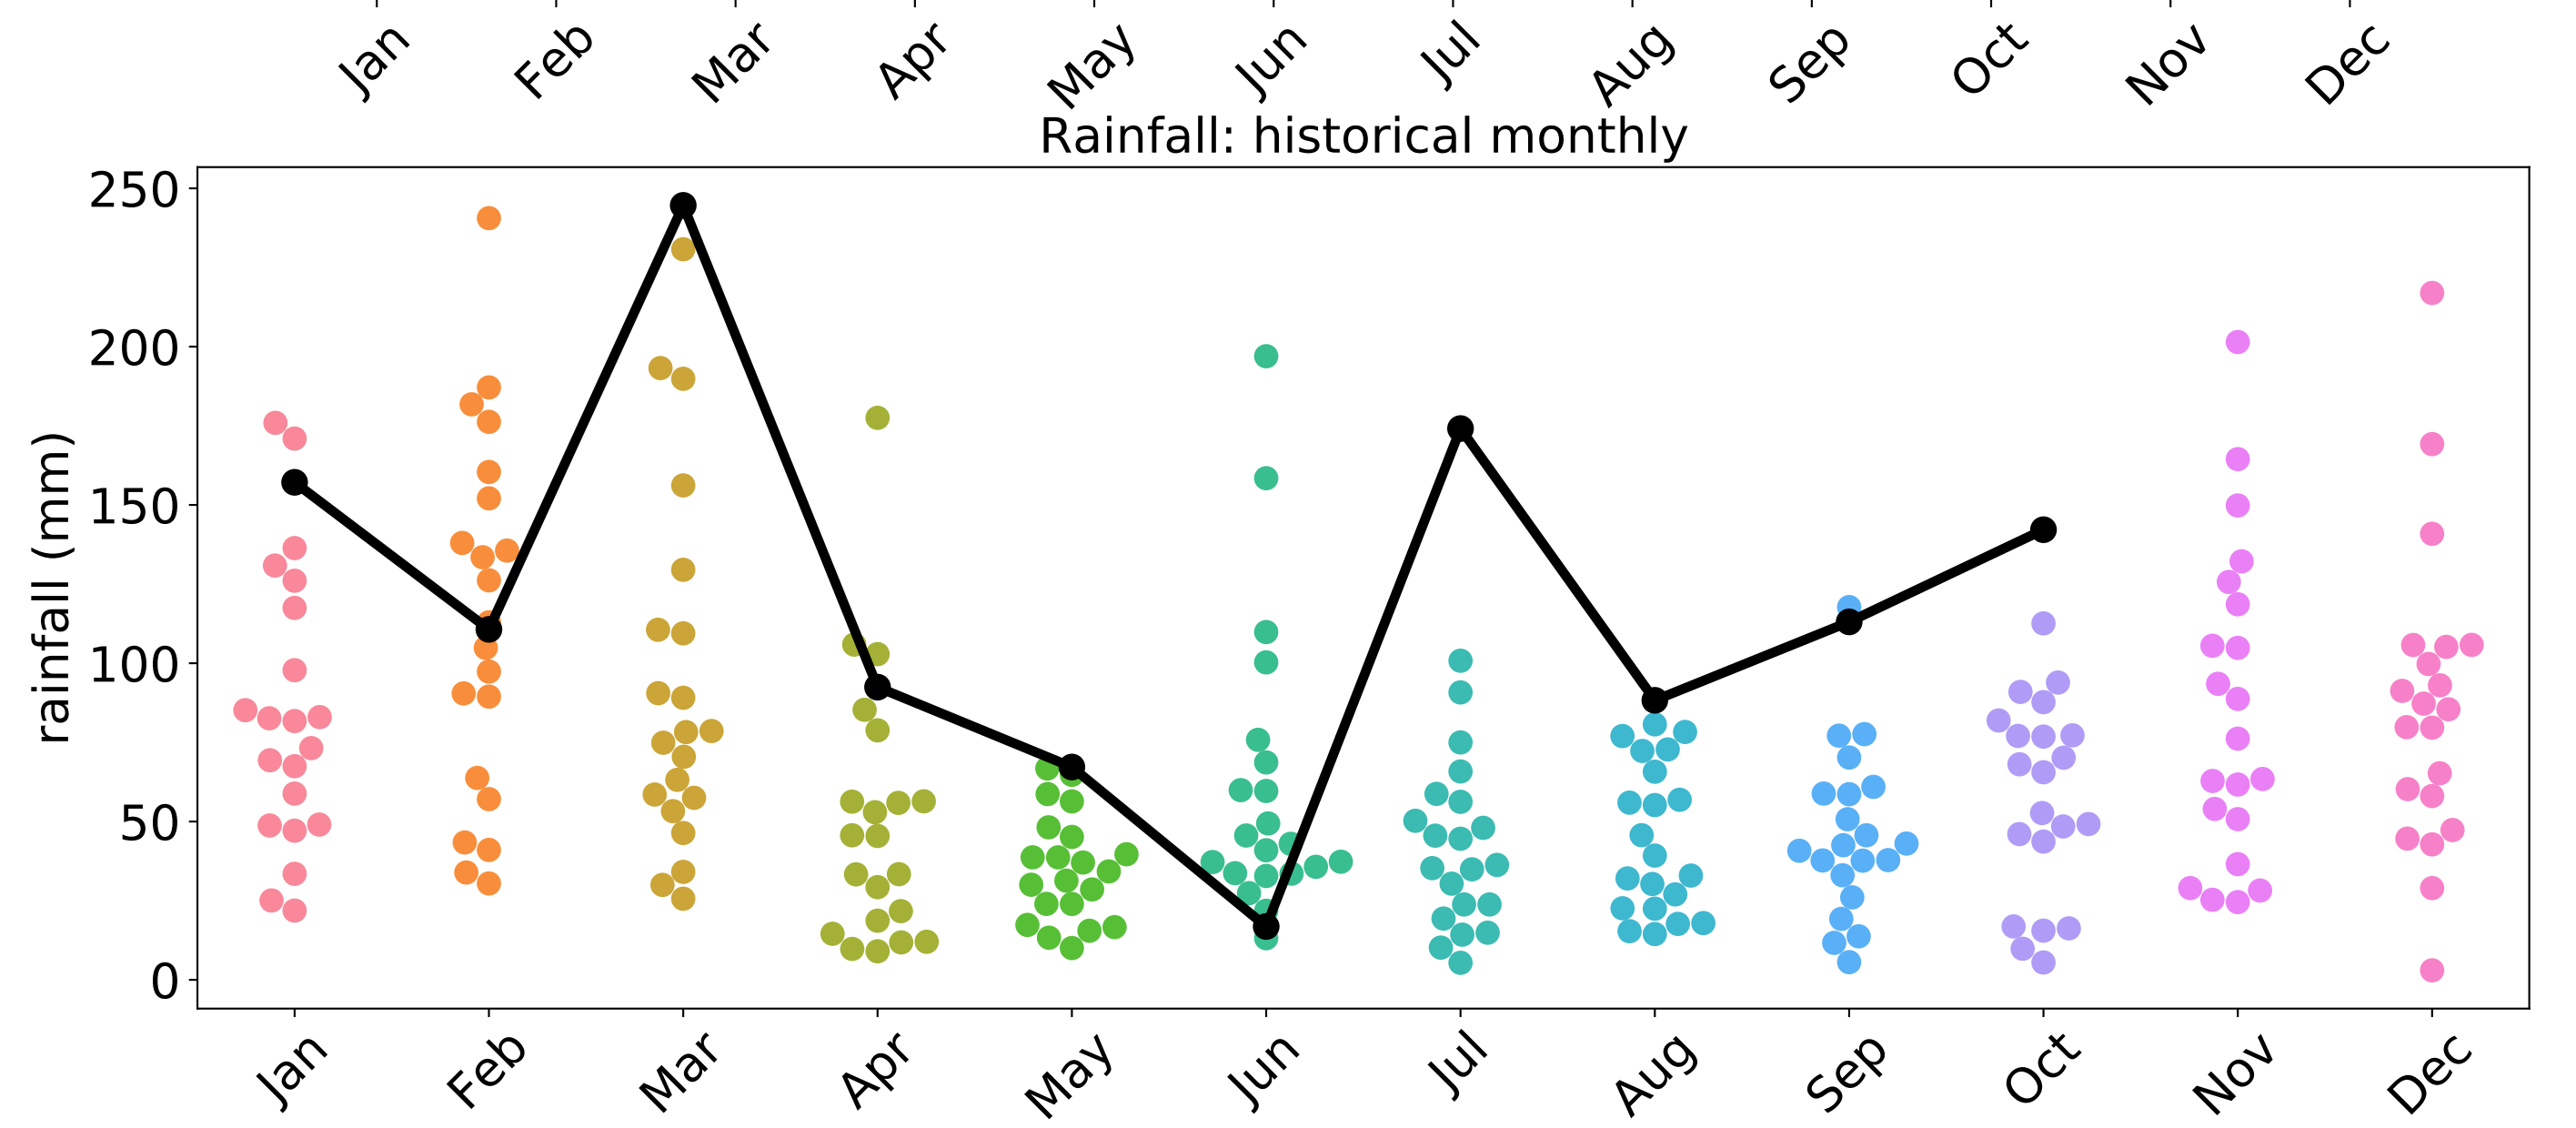 Jan Feb Mar Apr May Jun Jul Aug Sep Oct Nov Dec
Rainfall: historical monthly
rainfall (mm)
250
200
150
100
50
0
Jan Feb Mar Apr May Jun Jul Aug Sep Oct Nov Dec